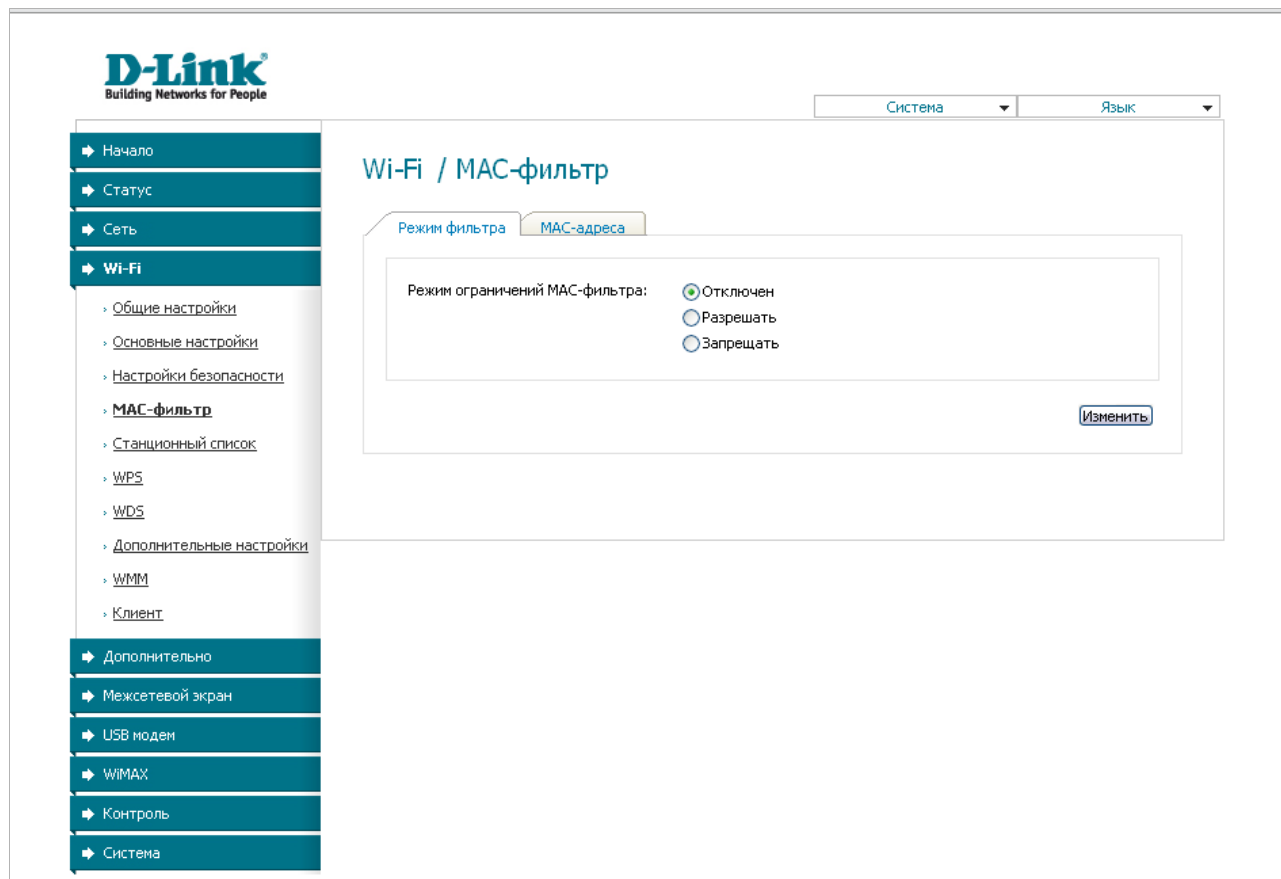 D-Link
Building Networks for People
Система
Язык
Начало
Статус
Сеть
Wi-Fi
Общие настройки
Основные настройки
Настройки безопасности
MAC-фильтр
Станционный список
WPS
WDS
Дополнительные настройки
WMM
Клиент
Дополнительно
Межсетевой экран
USB модем
WiMAX
Контроль
Система
Wi-Fi / MAC-фильтр
Режим фильтра
MAC-адреса
Режим ограничений MAC-фильтра:
Отключен
Разрешать
Запрещать
Изменить